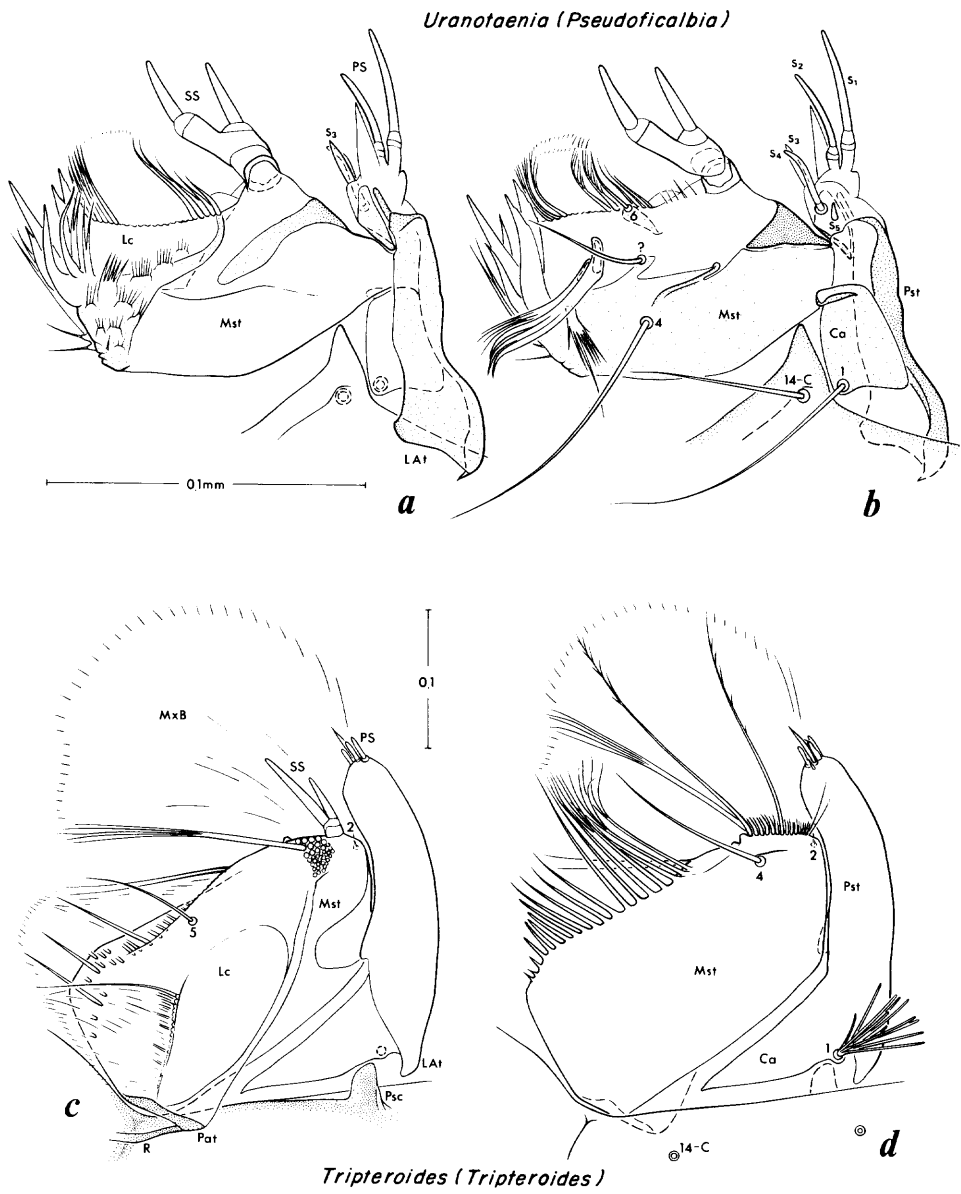 Uranotaenia (Pseudoficalbia)
SS
PS
S3
Lc
Mst
LAt
0.1mm
a
S1
S2
S3
S4
S5
6
?
4
Mst
14-C
1
Ca
Pst
b
MxB
0.1
PS
SS
2
Mst
5
Lc
LAt
Psc
Pat
R
c
2
4
Pst
Mst
1
Ca
14-C
d
Tripteroides (Tripteroides)